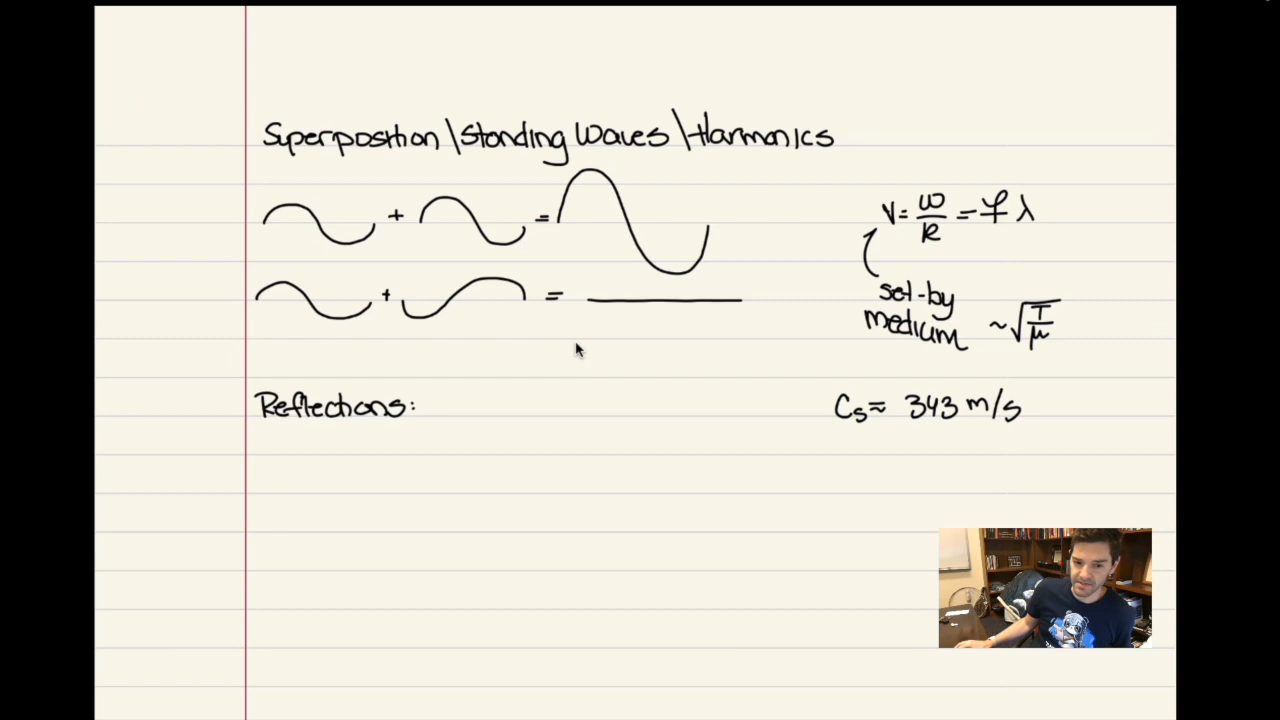 Superposition\Standing Waves\Harmonics
+ =
V = ω/k = f λ
+ =
set-by
medium ~ √T/μ
Reflections:
Cs ≈ 343 m/s